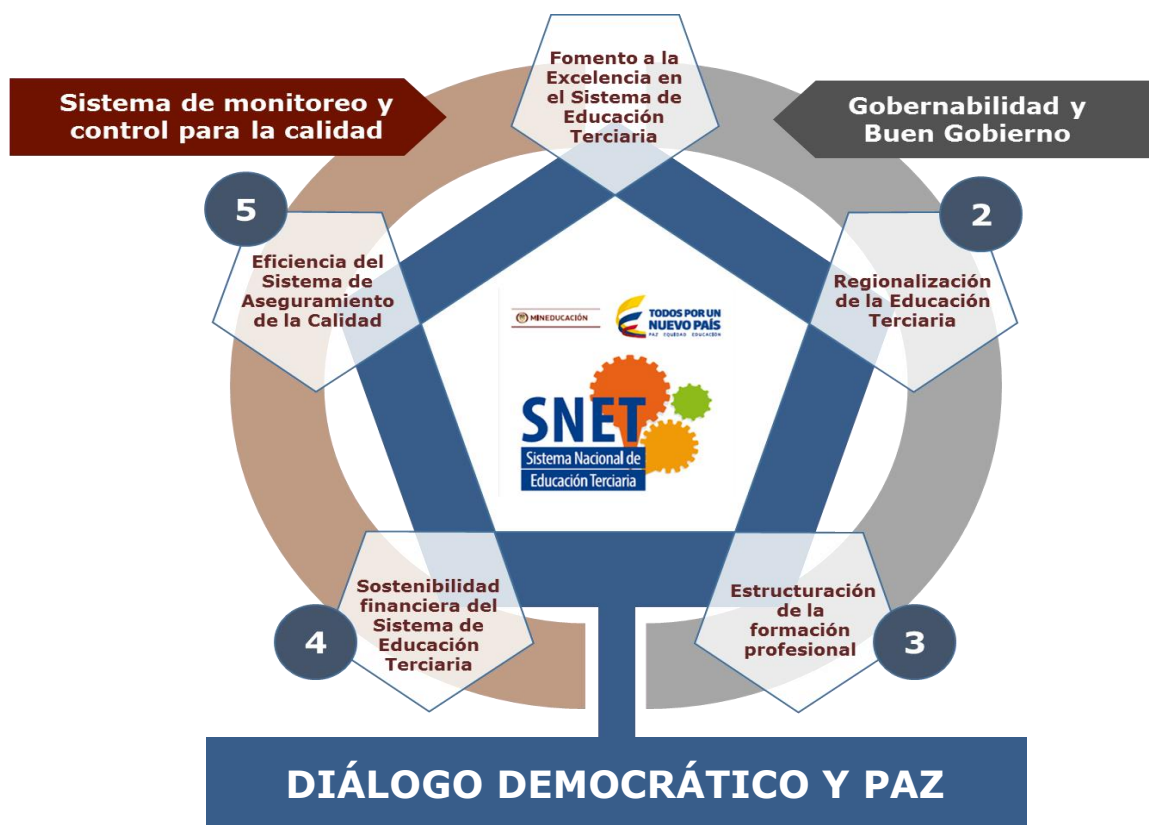 Fomento a la
Excelencia en
el Sistema de
Educación
Terciaria
Sistema de monitoreo y
control para la calidad
Gobernabilidad y
Buen Gobierno
5
2
Eficiencia del
Sistema de
Aseguramiento
de la Calidad
Regionalización
de la Educación
Terciaria
MINEDUCACIÓN
TODOS POR UN
NUEVO PAÍS
PAZ EQUIDAD EDUCACIÓN
SNET
Sistema Nacional de
Educación Terciaria
Sostenibilidad
financiera del
Sistema de
Educación
Terciaria
4
Estructuración
de la
formación
profesional
3
DIÁLOGO DEMOCRÁTICO Y PAZ